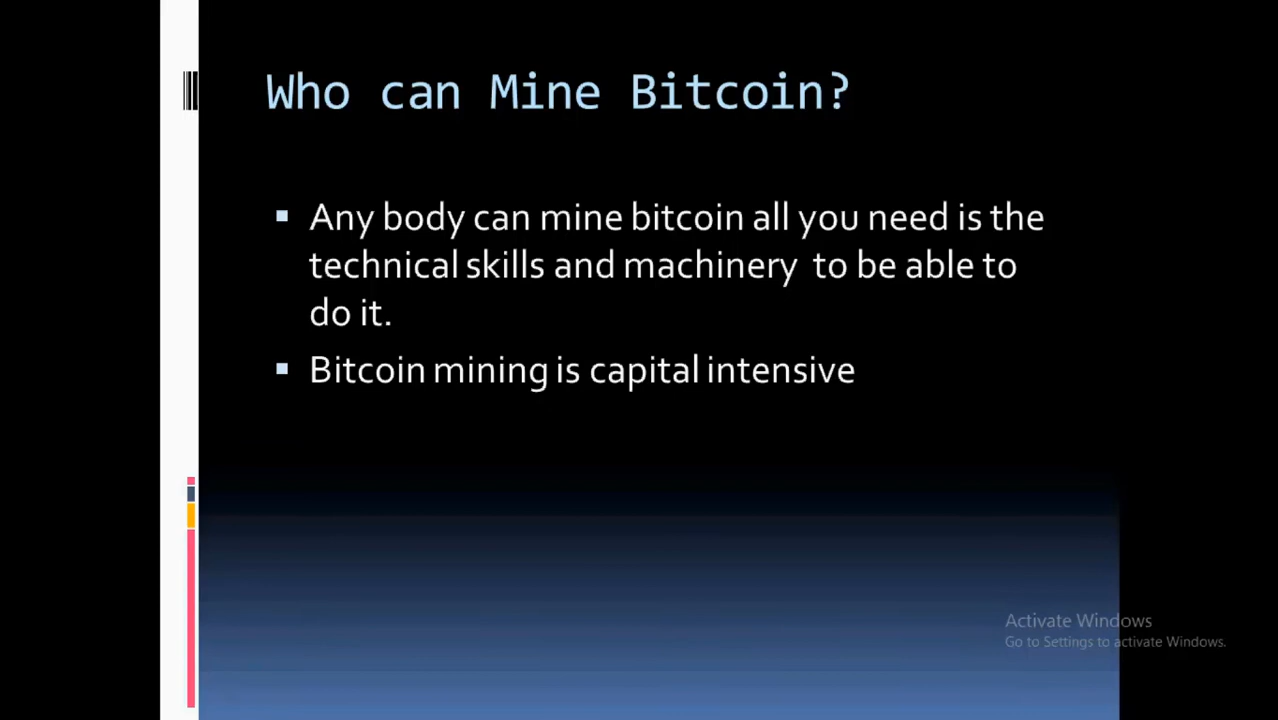 Who can Mine Bitcoin?
▪ Any body can mine bitcoin all you need is the
technical skills and machinery to be able to
do it.
▪ Bitcoin mining is capital intensive
Activate Windows
Go to Settings to activate Windows.